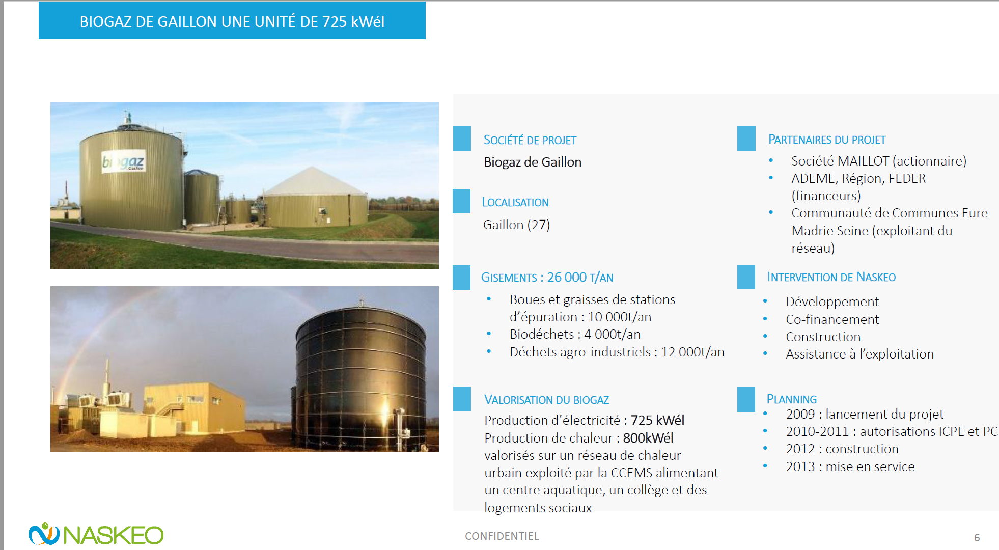 BIOGAZ DE GAILLON UNE UNITÉ DE 725 kWél
biogaz
Gaillon
SOCIÉTÉ DE PROJET
Biogaz de Gaillon
LOCALISATION
Gaillon (27)
GISEMENTS : 26 000 T/AN
• Boues et graisses de stations
d’épuration : 10 000t/an
• Biodéchets : 4 000t/an
• Déchets agro-industriels : 12 000t/an
VALORISATION DU BIOGAZ
Production d’électricité : 725 kWél
Production de chaleur : 800kWél
valorisés sur un réseau de chaleur
urbain exploité par la CCEMS alimentant
un centre aquatique, un collège et des
logements sociaux
PARTENAIRES DU PROJET
• Société MAILLOT (actionnaire)
• ADEME, Région, FEDER
(financeurs)
• Communauté de Communes Eure
Madrie Seine (exploitant du
réseau)
INTERVENTION DE NASKEO
• Développement
• Co-financement
• Construction
• Assistance à l’exploitation
PLANNING
• 2009 : lancement du projet
• 2010-2011 : autorisations ICPE et PC
• 2012 : construction
• 2013 : mise en service
NASKEO
CONFIDENTIEL
6